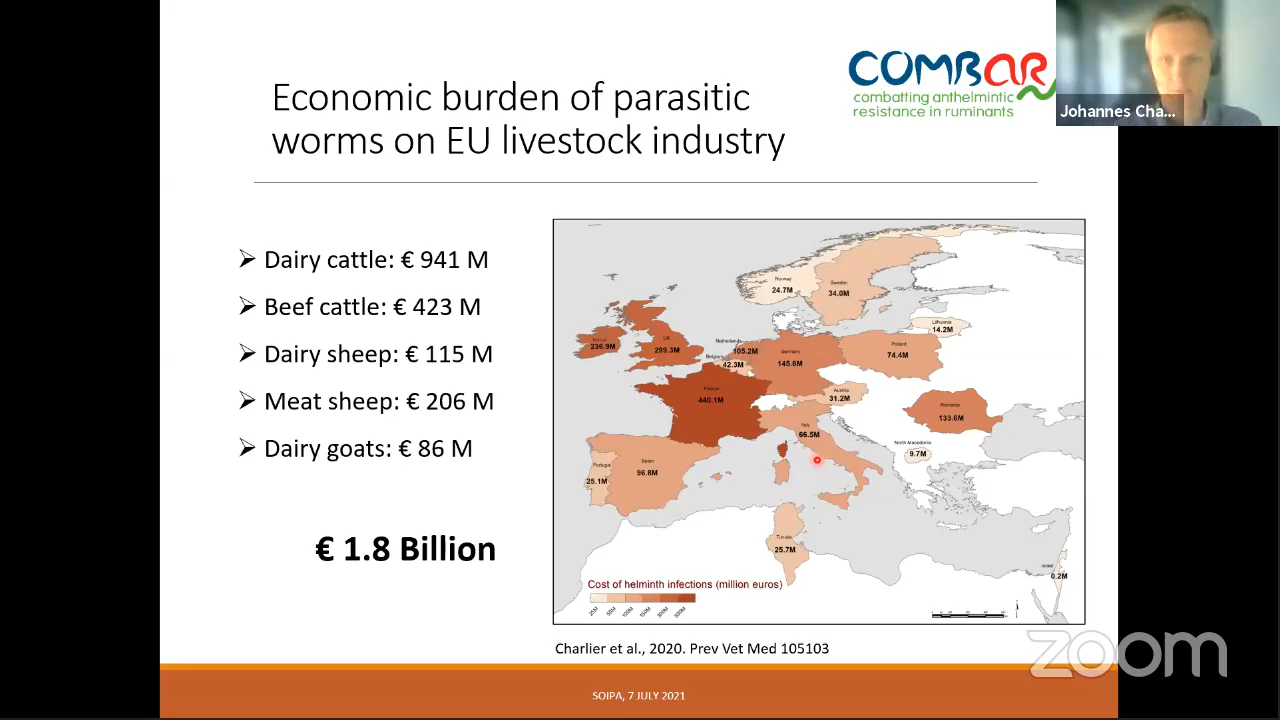 COMBAR
combatting anthelmintic
resistance in ruminants
Johannes Cha...
Economic burden of parasitic
worms on EU livestock industry
➢ Dairy cattle: € 941 M
➢ Beef cattle: € 423 M
➢ Dairy sheep: € 115 M
➢ Meat sheep: € 206 M
➢ Dairy goats: € 86 M
€ 1.8 Billion
Norway
24.7M
Sweden
34.0M
Lithuania
14.2M
Ireland
236.9M
UK
299.3M
Netherlands
105.2M
Belgium
42.3M
Germany
145.8M
Poland
74.4M
France
440.1M
Austria
31.2M
Romania
133.6M
Italy
66.5M
North Macedonia
9.7M
Portugal
25.1M
Spain
96.8M
Tunisia
25.7M
Israel
0.2M
Cost of helminth infections (million euros)
Charlier et al., 2020. Prev Vet Med 105103
zoom
SOIPA, 7 JULY 2021